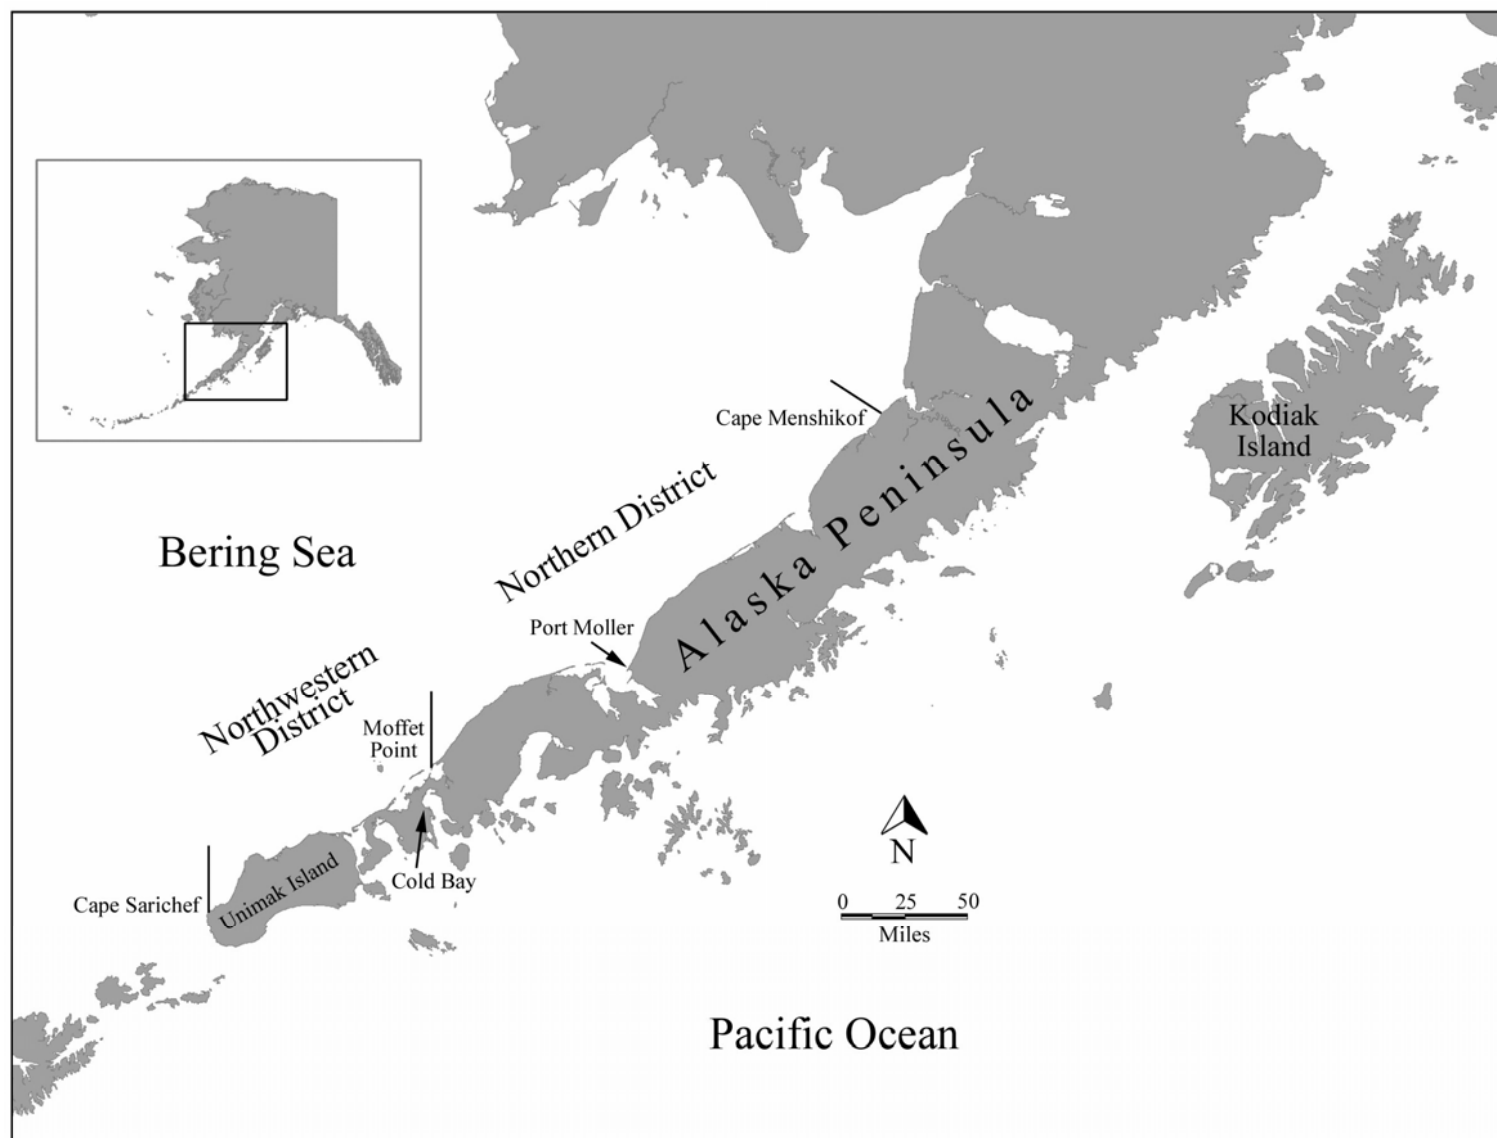 Cape Menshikof
Kodiak
Island
Alaska Peninsula
Northern District
Bering Sea
Port Moller
Northwestern
District
Moffet
Point
Cold Bay
Unimak Island
Cape Sarichef
N
0 25 50
Miles
Pacific Ocean